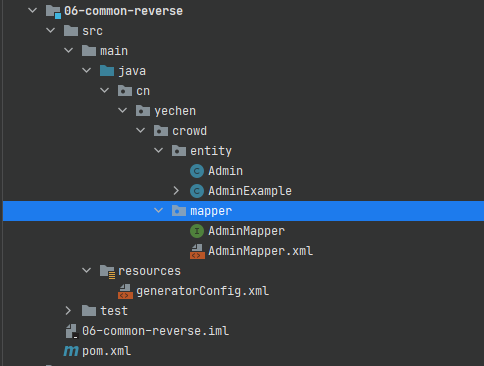 06-common-reverse
src
main
java
cn
yechen
crowd
entity
Admin
AdminExample
mapper
AdminMapper
AdminMapper.xml
resources
generatorConfig.xml
test
06-common-reverse.iml
pom.xml